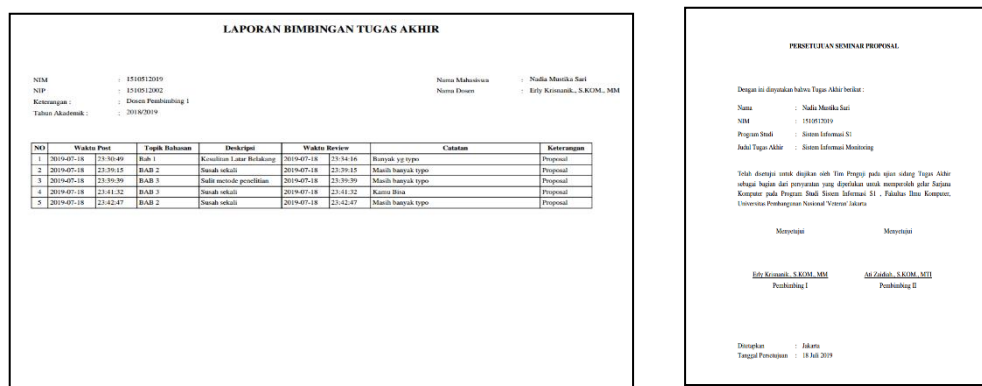 LAPORAN BIMBINGAN TUGAS AKHIR
NIM : 1510512019 Nama Mahasiswa : Nadia Mustika Sari
NIP : 1510512002 Nama Dosen : Erly Krisnanik, S.KOM., MM
Keterangan : : Dosen Pembimbing 1
Tahun Akademik : : 2018/2019
NO Waktu Post Topik Bahasan Deskripsi Waktu Review Catatan Keterangan
1 2019-07-18 23:30:49 Bab 1 Kesulitan Latar Belakang 2019-07-18 23:34:16 Banyak yg typo Proposal
2 2019-07-18 23:39:15 BAB 2 Susah sekali 2019-07-18 23:39:15 Masih banyak typo Proposal
3 2019-07-18 23:39:39 BAB 3 Sulit metode penelitian 2019-07-18 23:39:39 Masih banyak typo Proposal
4 2019-07-18 23:41:32 BAB 3 Susah sekali 2019-07-18 23:41:32 Kamu Bisa Proposal
5 2019-07-18 23:42:47 BAB 2 Susah sekali 2019-07-18 23:42:47 Masih banyak typo Proposal
PERSETUJUAN SEMINAR PROPOSAL
Dengan ini dinyatakan bahwa Tugas Akhir berikut :
Nama : Nadia Mustika Sari
NIM : 1510512019
Program Studi : Sistem Informasi S1
Judul Tugas Akhir : Sistem Informasi Monitoring
Telah disetujui untuk diujikan oleh Tim Penguji pada ujian sidang Tugas Akhir
sebagai bagian dari persyaratan yang diperlukan untuk memperoleh gelar Sarjana
Komputer pada Program Studi Sistem Informasi S1 , Fakultas Ilmu Komputer,
Universitas Pembangunan Nasional 'Veteran' Jakarta
Menyetujui Menyetujui
Erly Krisnanik, S.KOM., MM Ati Zaidiah, S.KOM., MTI
Pembimbing I Pembimbing II
Ditetapkan : Jakarta
Tanggal Persetujuan : 18 Juli 2019